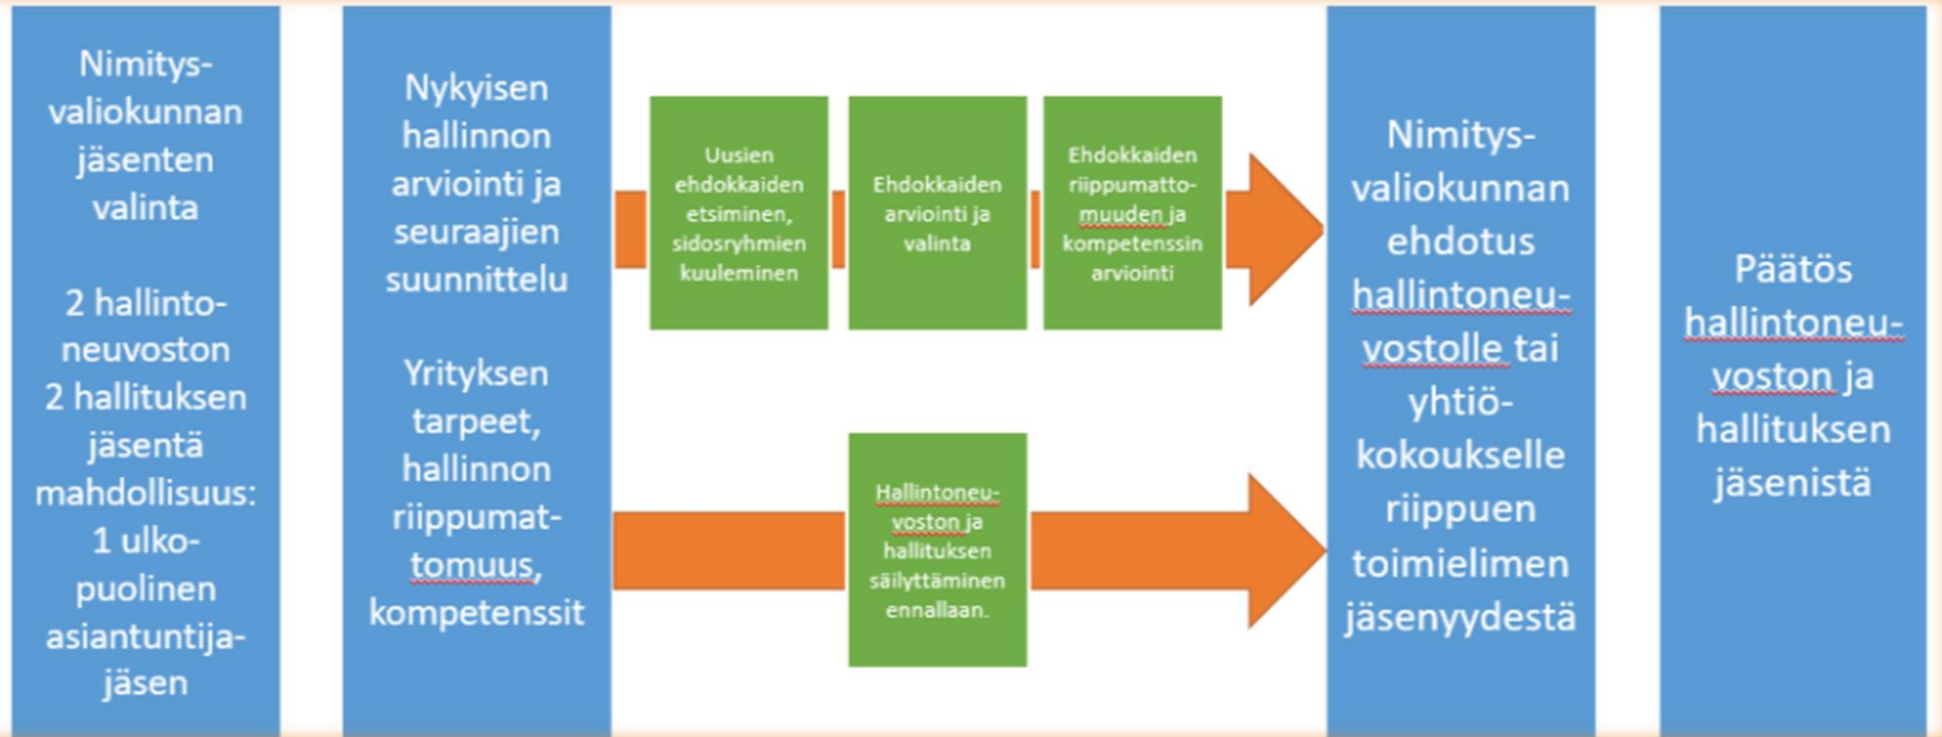 Nimitys-
valiokunnan
jäsenten
valinta
2 hallinto-
neuvoston
2 hallituksen
jäsentä
mahdollisuus:
1 ulko-
puolinen
asiantuntija-
jäsen
Nykyisen
hallinnon
arviointi ja
seuraajien
suunnittelu
Yrityksen
tarpeet,
hallinnon
riippumat-
tomuus,
kompetenssit
Uusien
ehdokkaiden
etsiminen,
sidosryhmien
kuuleminen
Ehdokkaiden
arviointi ja
valinta
Ehdokkaiden
riippumatto-
muuden ja
kompetenssin
arviointi
Hallintoneu-
voston ja
hallituksen
säilyttäminen
ennallaan.
Nimitys-
valiokunnan
ehdotus
hallintoneu-
vostolle tai
yhtiö-
kokoukselle
riippuen
toimielimen
jäsenyydestä
Päätös
hallintoneu-
voston ja
hallituksen
jäsenistä